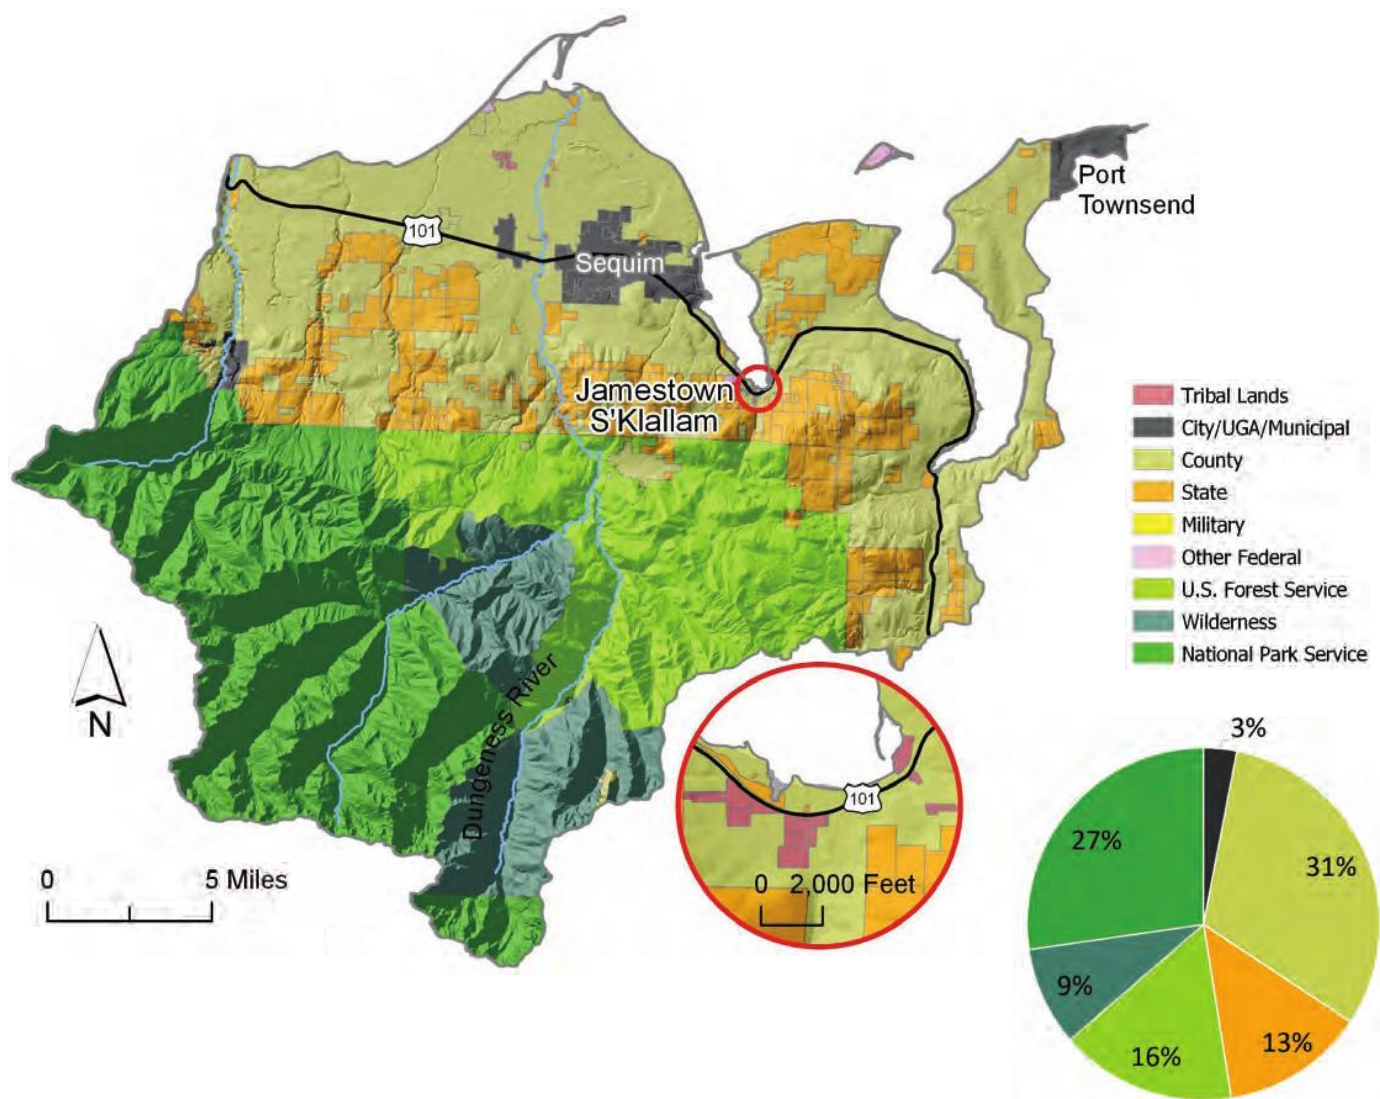 Port
Townsend
101
Sequim
Jamestown
S'Klallam
Tribal Lands
City/UGA/Municipal
County
State
Military
Other Federal
U.S. Forest Service
Wilderness
National Park Service
N
Dungeness River
0 5 Miles
101
0 2,000 Feet
3%
27%
31%
9%
16%
13%